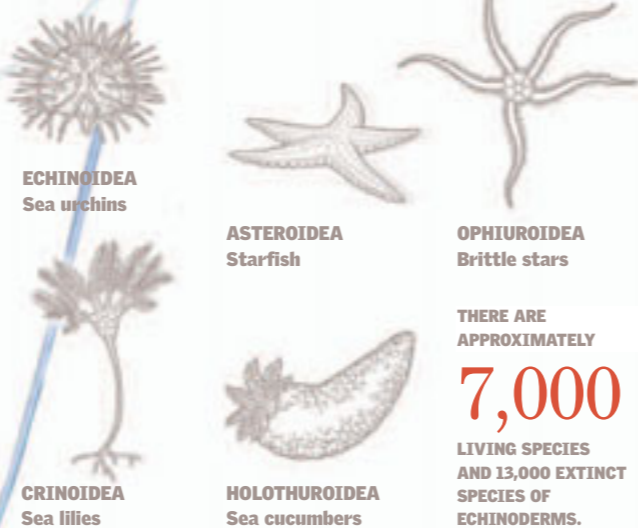 ECHINOIDEA
Sea urchins
ASTEROIDEA
Starfish
OPHIUROIDEA
Brittle stars
CRINOIDEA
Sea lilies
HOLOTHUROIDEA
Sea cucumbers
THERE ARE
APPROXIMATELY
7,000
LIVING SPECIES
AND 13,000 EXTINCT
SPECIES OF
ECHINODERMS.